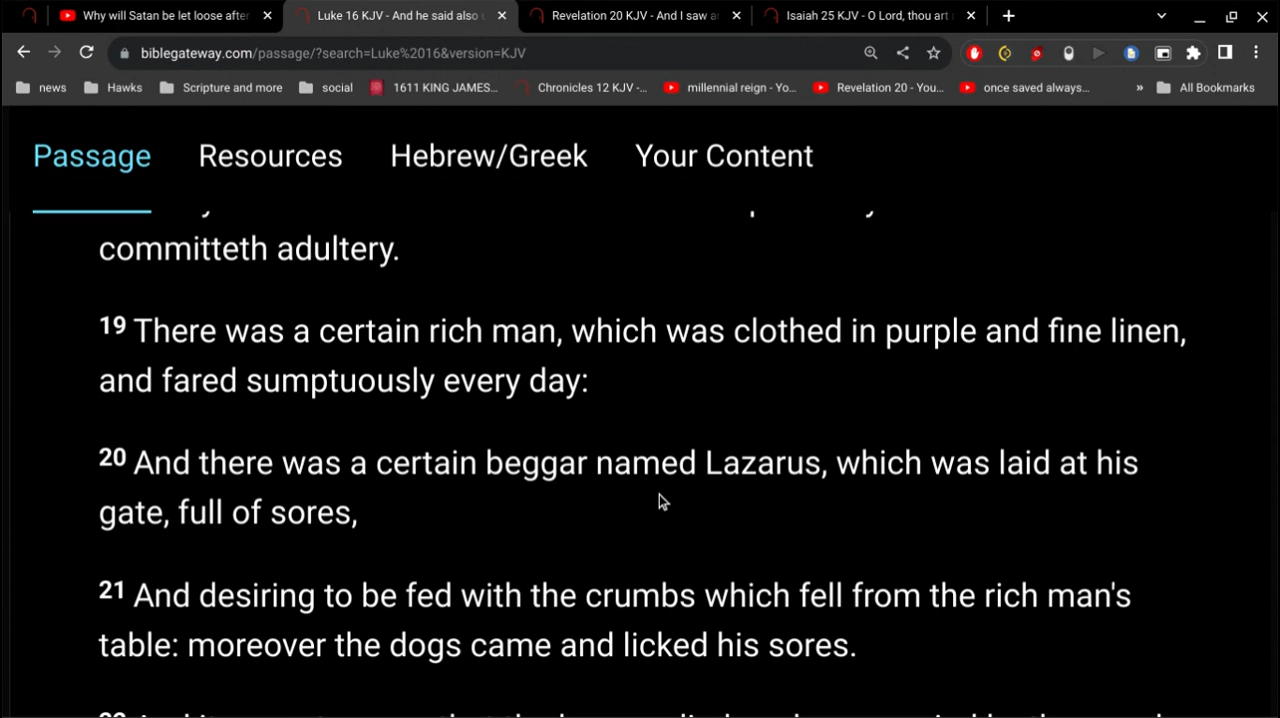 Why will Satan be let loose after
Luke 16 KJV - And he said also
Revelation 20 KJV - And I saw
Isaiah 25 KJV - O Lord, thou art
biblegateway.com/passage/?search=Luke%2016&version=KJV
news
Hawks
Scripture and more
social
1611 KING JAMES...
Chronicles 12 KJV -...
millennial reign - Yo...
Revelation 20 - You...
once saved always...
»
All Bookmarks
Passage
Resources
Hebrew/Greek
Your Content
committeth adultery.
19 There was a certain rich man, which was clothed in purple and fine linen,
and fared sumptuously every day:
20 And there was a certain beggar named Lazarus, which was laid at his
gate, full of sores,
21 And desiring to be fed with the crumbs which fell from the rich man's
table: moreover the dogs came and licked his sores.